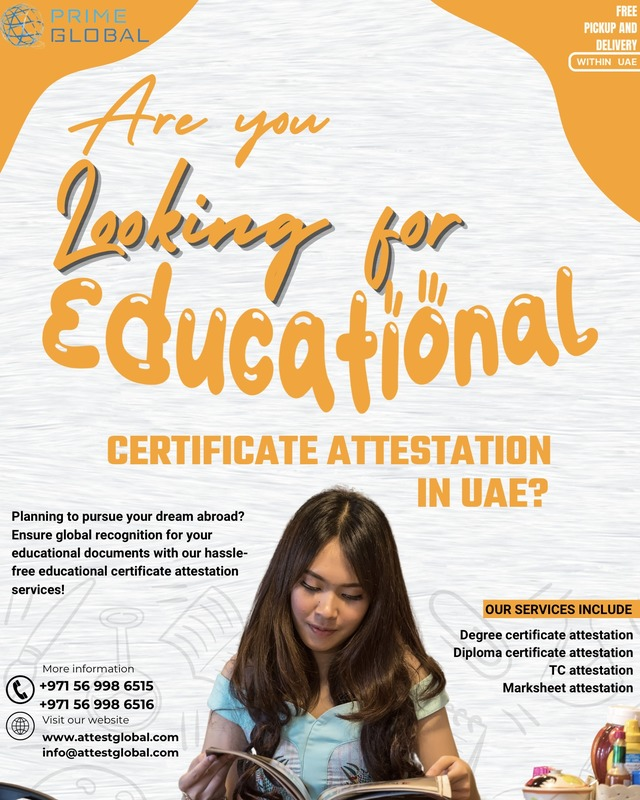 PRIME
GLOBAL
FREE
PICKUP AND
DELIVERY
WITHIN UAE
Are you
Looking for
Educational
CERTIFICATE ATTESTATION
IN UAE?
Planning to pursue your dream abroad?
Ensure global recognition for your
educational documents with our hassle-
free educational certificate attestation
services!
OUR SERVICES INCLUDE
Degree certificate attestation
Diploma certificate attestation
TC attestation
Marksheet attestation
More information
+971 56 998 6515
+971 56 998 6516
Visit our website
www.attestglobal.com
info@attestglobal.com